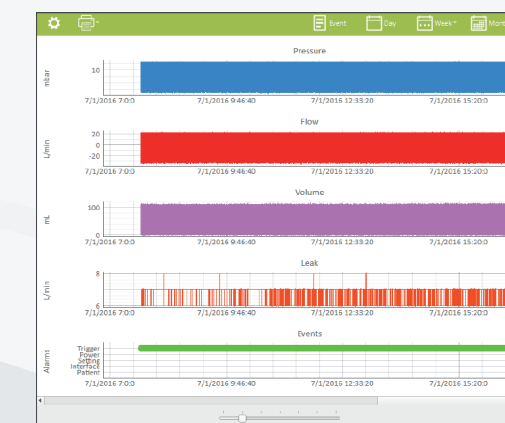 Event Day Week Mont
Pressure
mbar
10
7/1/2016 7:0:0 7/1/2016 9:46:40 7/1/2016 12:33:20 7/1/2016 15:20:0
Flow
L/min
20
0
-20
7/1/2016 7:0:0 7/1/2016 9:46:40 7/1/2016 12:33:20 7/1/2016 15:20:0
Volume
mL
100
0
7/1/2016 7:0:0 7/1/2016 9:46:40 7/1/2016 12:33:20 7/1/2016 15:20:0
Leak
L/min
8
6
7/1/2016 7:0:0 7/1/2016 9:46:40 7/1/2016 12:33:20 7/1/2016 15:20:0
Events
Alarms
Trigger
Power
Setting
Interface
Patient
7/1/2016 7:0:0 7/1/2016 9:46:40 7/1/2016 12:33:20 7/1/2016 15:20:0